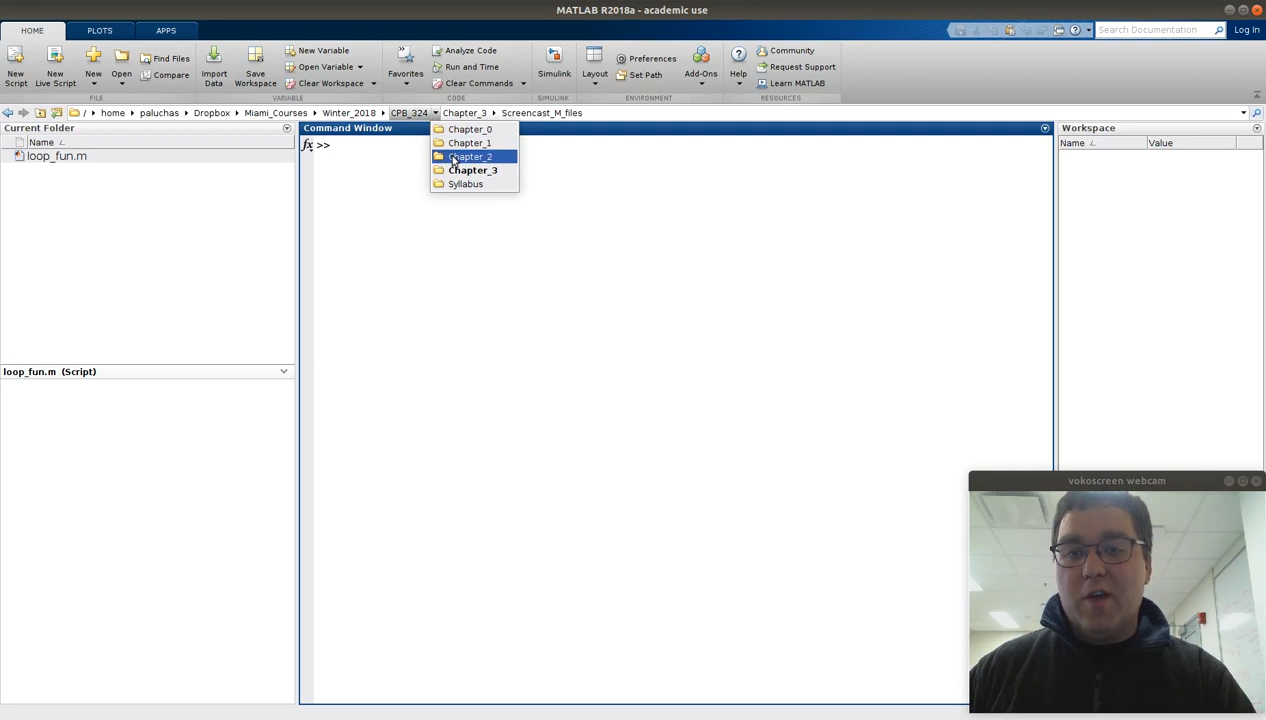 MATLAB R2018a - academic use
HOME PLOTS APPS
Search Documentation Log In
New Script
New Live Script
New
Open
Find Files
Compare
Import Data
Save Workspace
New Variable
Open Variable
Clear Workspace
Favorites
Analyze Code
Run and Time
Clear Commands
Simulink
Layout
Preferences
Set Path
Add-Ons
Help
Community
Request Support
Learn MATLAB
FILE VARIABLE CODE SIMULINK ENVIRONMENT RESOURCES
/ home paluchas Dropbox Miami_Courses Winter_2018 CPB_324 Chapter_3 Screencast_M_files
Current Folder
Name
loop_fun.m
loop_fun.m (Script)
Command Window
fx >>
Chapter_0
Chapter_1
Chapter_2
Chapter_3
Syllabus
Workspace
Name Value
vokoscreen webcam